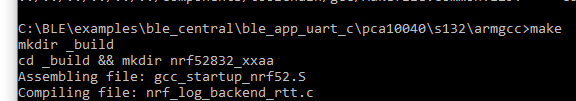 C:\BLE\examples\ble_central\ble_app_uart_c\pca10040\s132\armgcc>make
mkdir _build
cd _build && mkdir nrf52832_xxaa
Assembling file: gcc_startup_nrf52.S
Compiling file: nrf_log_backend_rtt.c